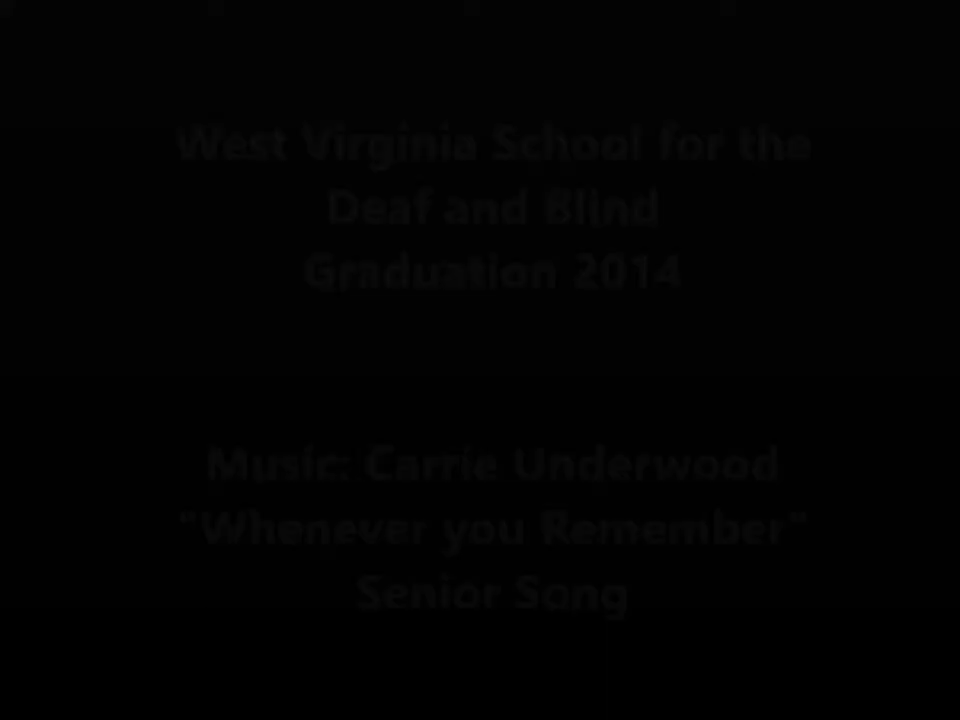 West Virginia School for the
Deaf and Blind
Graduation 2014
Music: Carrie Underwood
"Whenever you Remember"
Senior Song